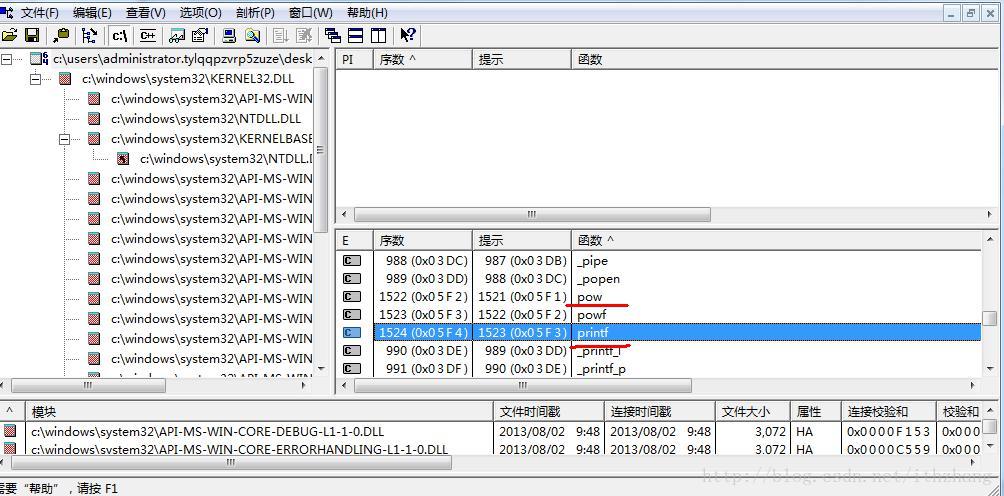 文件(F) 编辑(E) 查看(V) 选项(O) 剖析(P) 窗口(W) 帮助(H)
c:\ C++
c:\users\administrator.tylqqpzvrp5zuze\desk
c:\windows\system32\KERNEL32.DLL
c:\windows\system32\API-MS-WIN
c:\windows\system32\NTDLL.DLL
c:\windows\system32\KERNELBASE
c:\windows\system32\NTDLL.D
c:\windows\system32\API-MS-WIN
c:\windows\system32\API-MS-WIN
c:\windows\system32\API-MS-WIN
c:\windows\system32\API-MS-WIN
c:\windows\system32\API-MS-WIN
c:\windows\system32\API-MS-WIN
c:\windows\system32\API-MS-WIN
c:\windows\system32\API-MS-WIN
c:\windows\system32\API-MS-WIN
c:\windows\system32\API-MS-WIN
c:\windows\system32\API-MS-WIN
PI 序数 ^ 提示 函数
E 序数 提示 函数 ^
C 988 (0x03DC) 987 (0x03DB) _pipe
C 989 (0x03DD) 988 (0x03DC) _popen
C 1522 (0x05F2) 1521 (0x05F1) pow
C 1523 (0x05F3) 1522 (0x05F2) powf
C 1524 (0x05F4) 1523 (0x05F3) printf
C 990 (0x03DE) 989 (0x03DD) _printf_l
C 991 (0x03DF) 990 (0x03DE) _printf_p
^ 模块 文件时间戳 连接时间戳 文件大小 属性 连接校验和 校验和
c:\windows\system32\API-MS-WIN-CORE-DEBUG-L1-1-0.DLL 2013/08/02 9:48 2013/08/02 9:48 3,072 HA 0x0000F153 0x000
c:\windows\system32\API-MS-WIN-CORE-ERRORHANDLING-L1-1-0.DLL 2013/08/02 9:48 2013/08/02 9:48 3,072 HA 0x0000C559 0x000
http://blog.csdn.net/ithzhang
需要“帮助”, 请按 F1